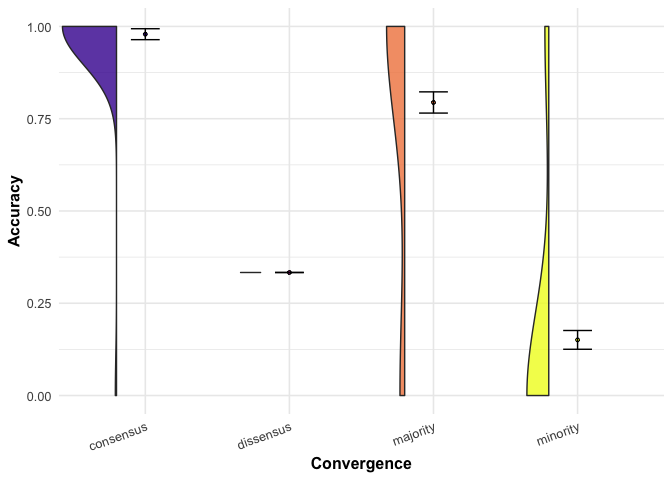 1.00
0.75
0.50
0.25
0.00
Accuracy
consensus
dissensus
majority
minority
Convergence